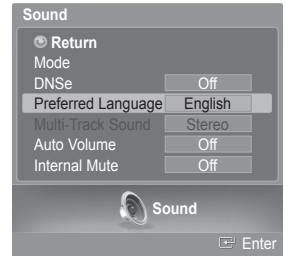 Sound
Return
Mode
DNSe Off
Preferred Language English
Multi-Track Sound Stereo
Auto Volume Off
Internal Mute Off
Sound
Enter